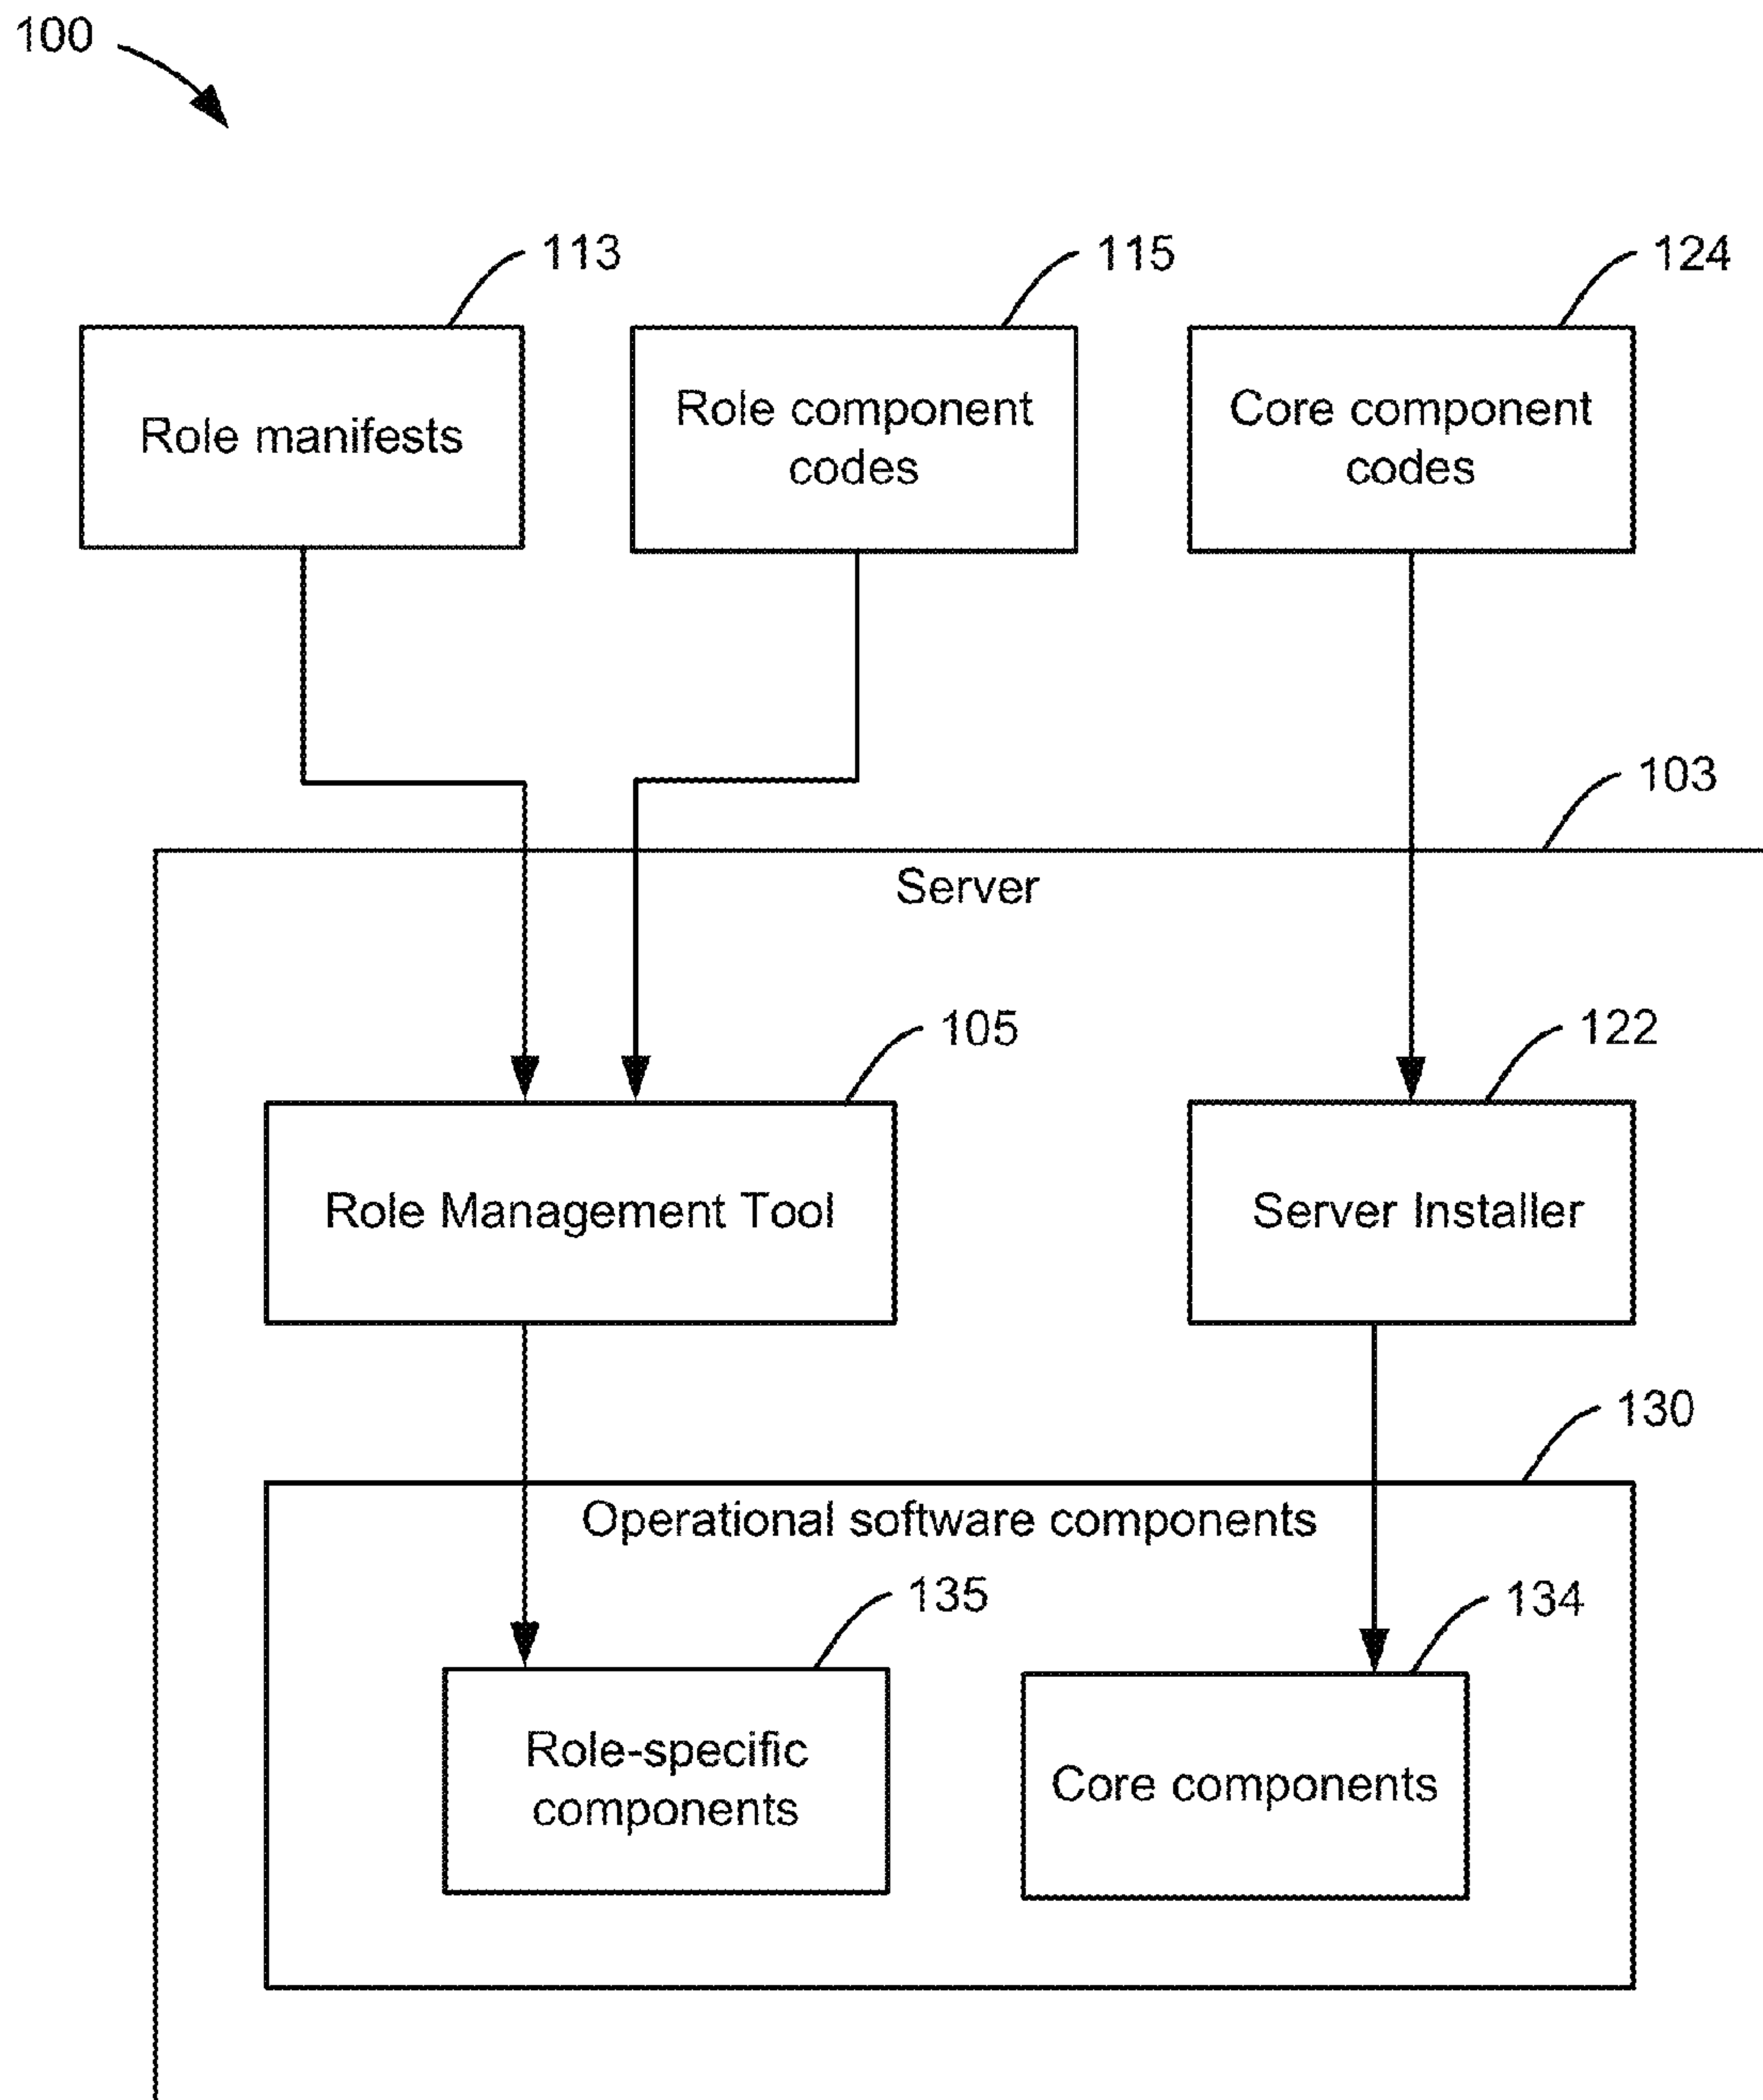 100
113
115
124
Role manifests
Role component
codes
Core component
codes
103
Server
105
122
Role Management Tool
Server Installer
130
Operational software components
135
134
Role-specific
components
Core components